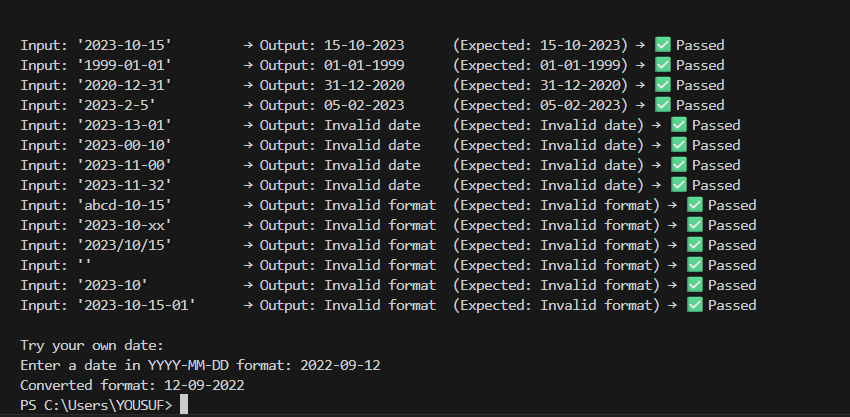 Input: '2023-10-15'         → Output: 15-10-2023      (Expected: 15-10-2023) → ✅ Passed
Input: '1999-01-01'         → Output: 01-01-1999      (Expected: 01-01-1999) → ✅ Passed
Input: '2020-12-31'         → Output: 31-12-2020      (Expected: 31-12-2020) → ✅ Passed
Input: '2023-2-5'           → Output: 05-02-2023      (Expected: 05-02-2023) → ✅ Passed
Input: '2023-13-01'         → Output: Invalid date    (Expected: Invalid date) → ✅ Passed
Input: '2023-00-10'         → Output: Invalid date    (Expected: Invalid date) → ✅ Passed
Input: '2023-11-00'         → Output: Invalid date    (Expected: Invalid date) → ✅ Passed
Input: '2023-11-32'         → Output: Invalid date    (Expected: Invalid date) → ✅ Passed
Input: 'abcd-10-15'         → Output: Invalid format  (Expected: Invalid format) → ✅ Passed
Input: '2023-10-xx'         → Output: Invalid format  (Expected: Invalid format) → ✅ Passed
Input: '2023/10/15'         → Output: Invalid format  (Expected: Invalid format) → ✅ Passed
Input: ''                   → Output: Invalid format  (Expected: Invalid format) → ✅ Passed
Input: '2023-10'            → Output: Invalid format  (Expected: Invalid format) → ✅ Passed
Input: '2023-10-15-01'      → Output: Invalid format  (Expected: Invalid format) → ✅ Passed
Try your own date:
Enter a date in YYYY-MM-DD format: 2022-09-12
Converted format: 12-09-2022
PS C:\Users\YOUSUF>